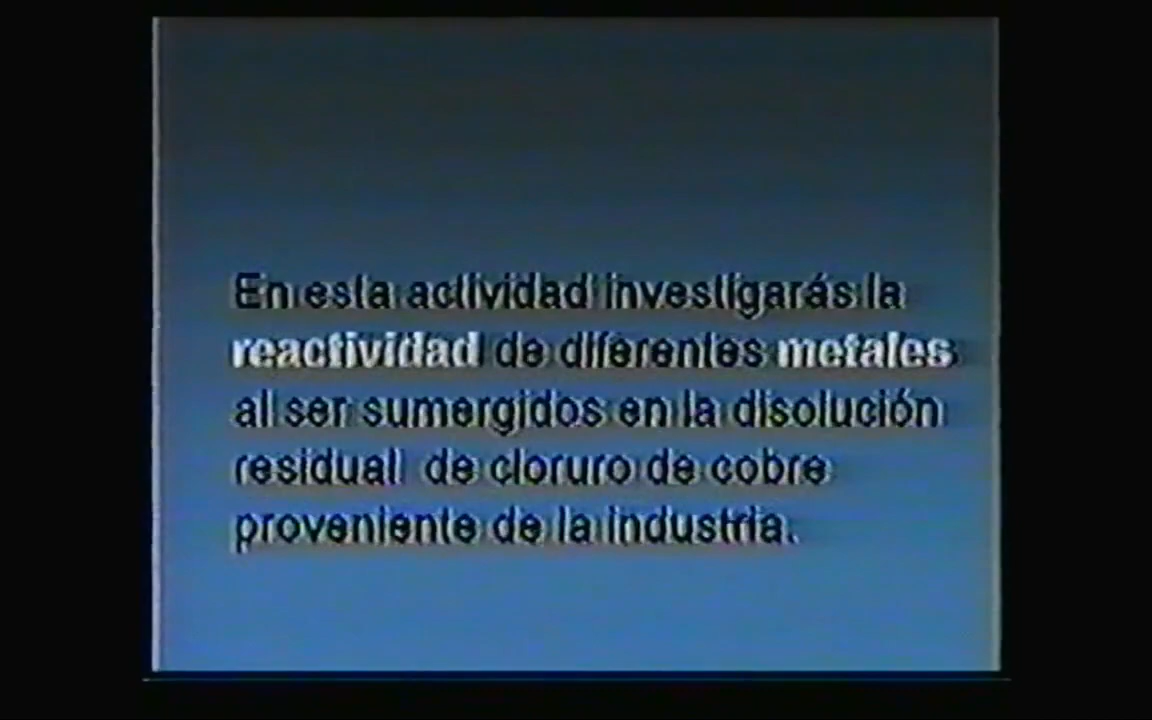 En esta actividad investigarás la
reactividad de diferentes metales
al ser sumergidos en la disolución
residual de cloruro de cobre
proveniente de la industria.